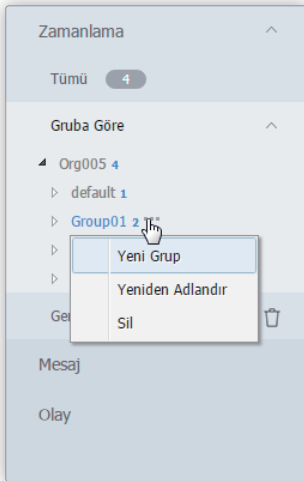 Zamanlama
Tümü 4
Gruba Göre
Org005 4
default 1
Group01 2
Yeni Grup
Yeniden Adlandır
Sil
Mesaj
Olay